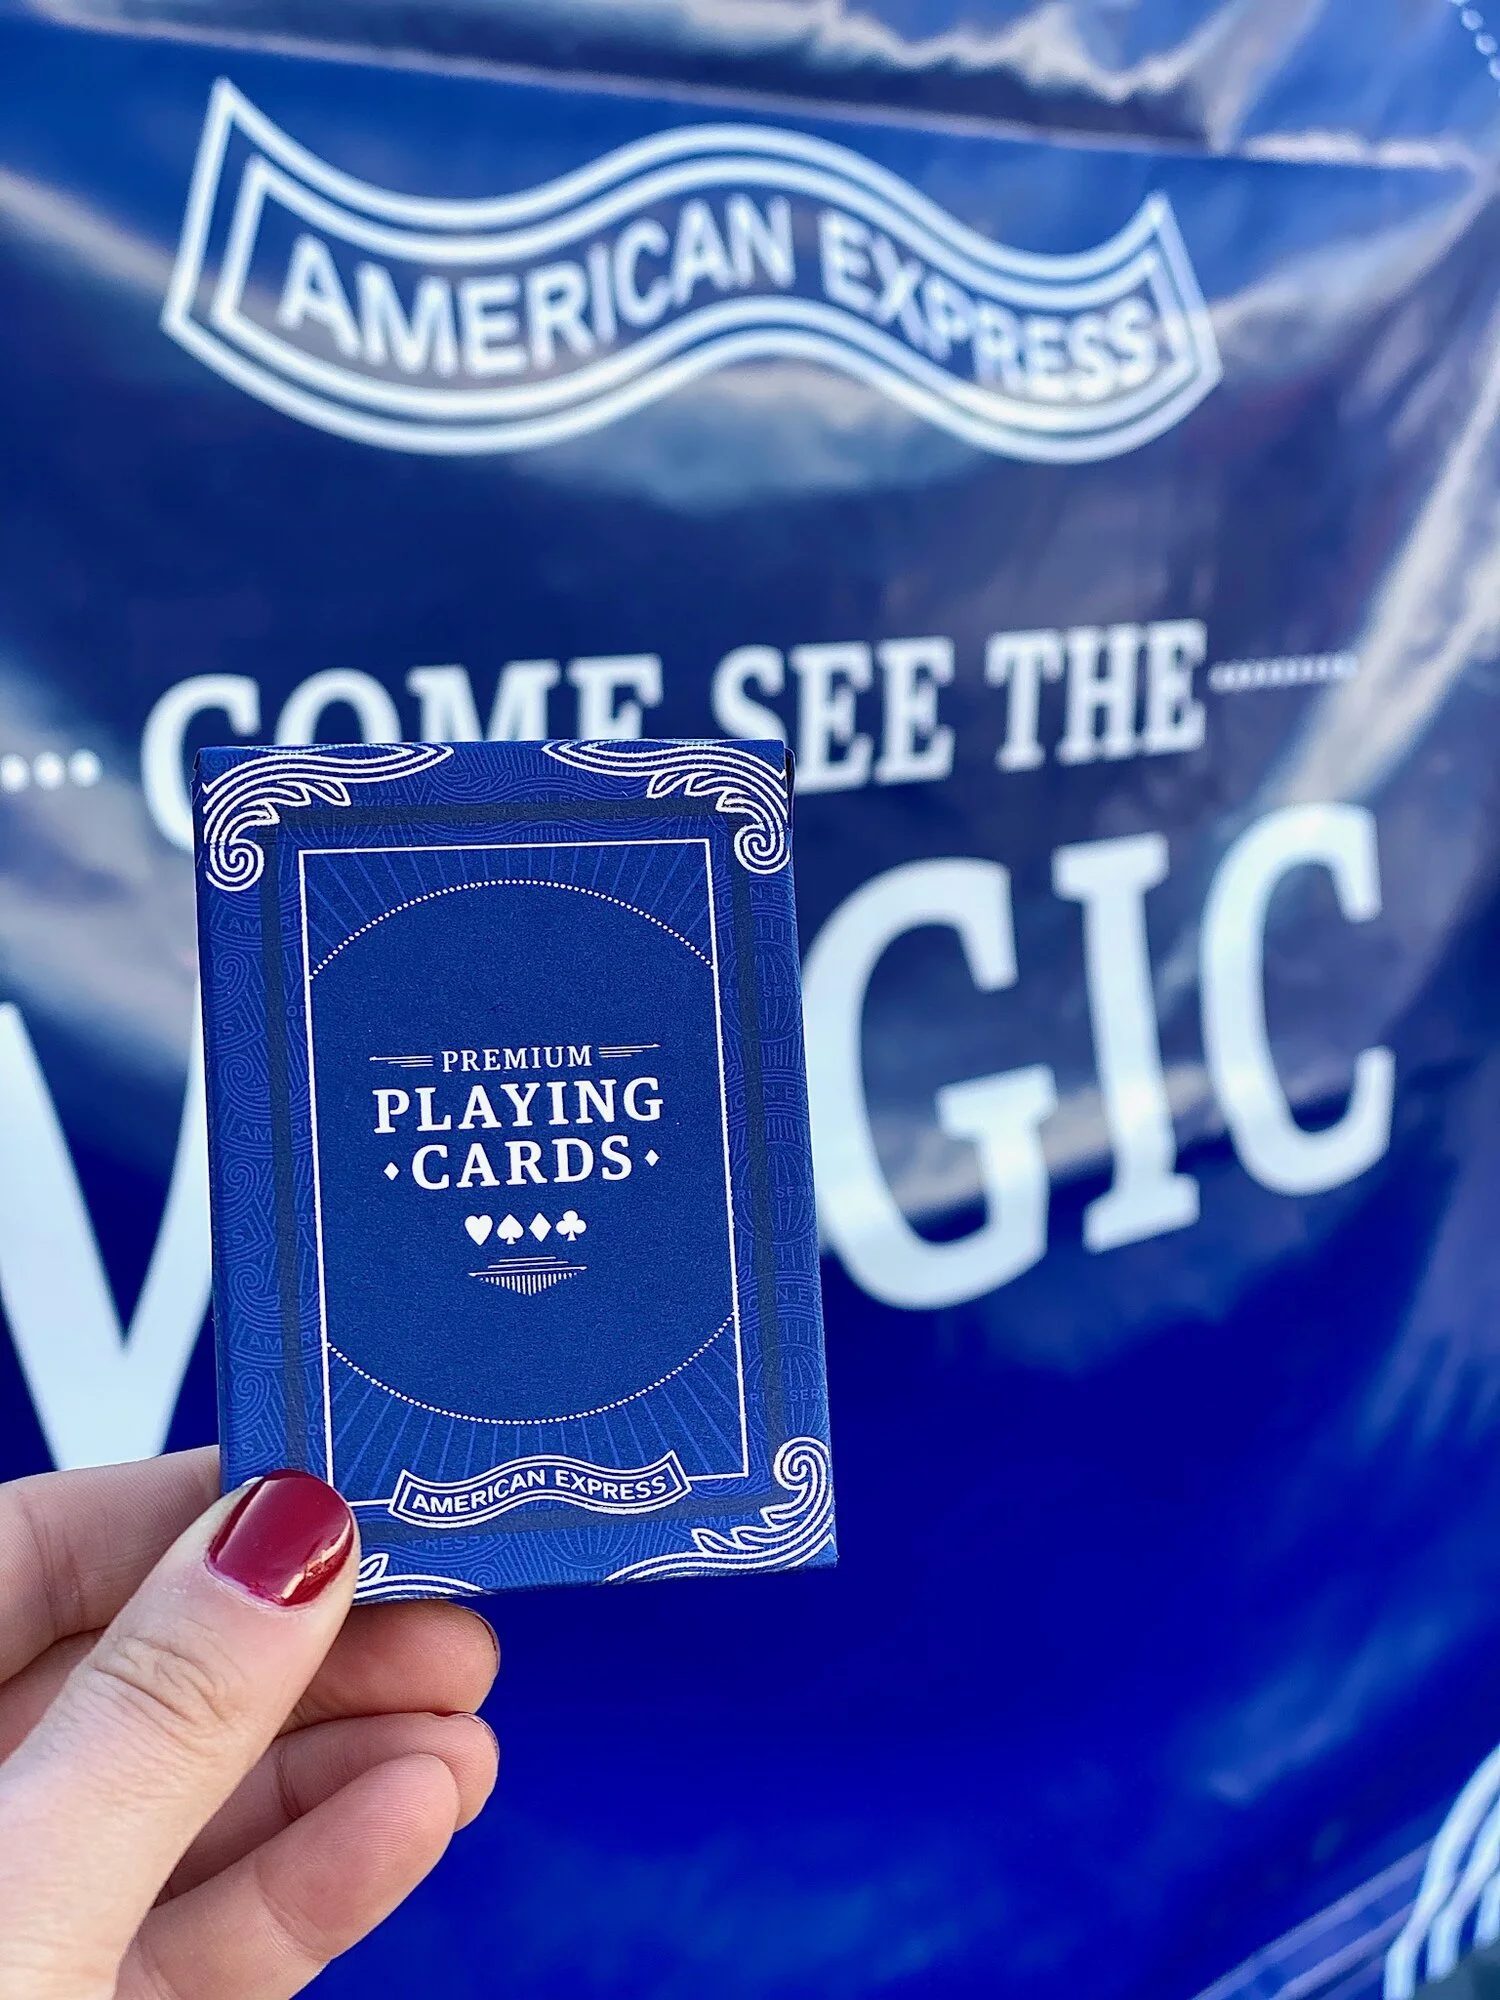 AMERICAN EXPRESS
COME SEE THE
GIC
PREMIUM
PLAYING
CARDS
AMERICAN EXPRESS